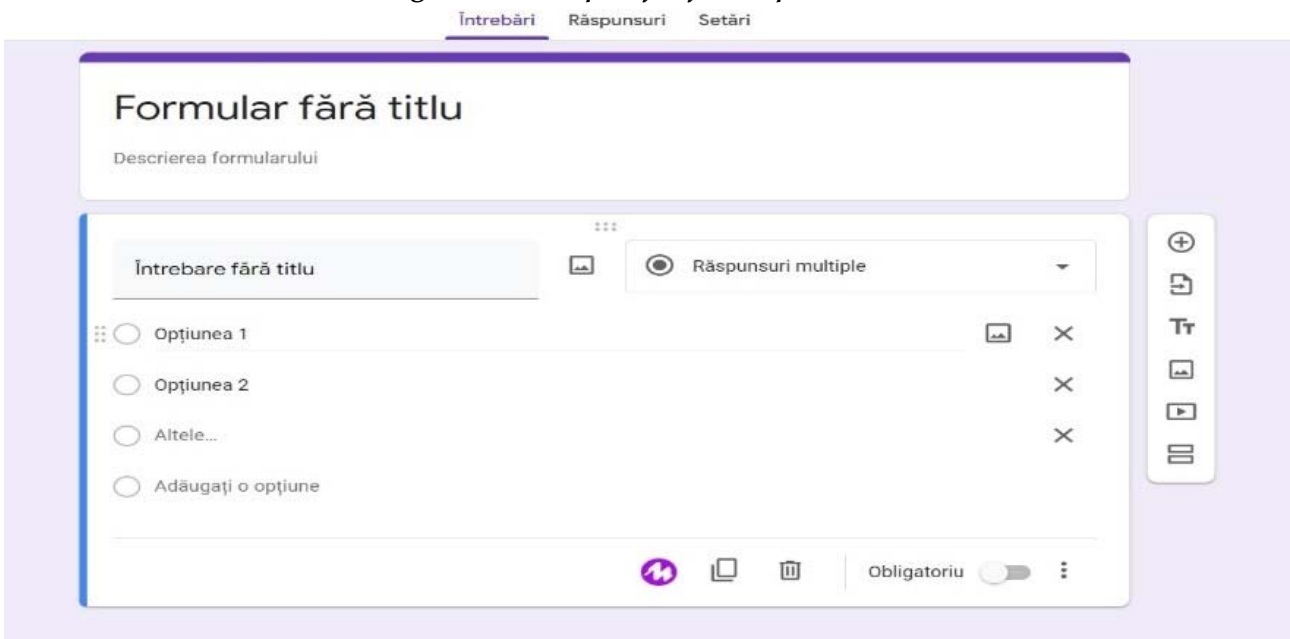 Întrebări Răspunsuri Setări
Formular fără titlu
Descrierea formularului
Întrebare fără titlu Răspunsuri multiple
Opțiunea 1
Opțiunea 2
Altele...
Adăugați o opțiune
Obligatoriu